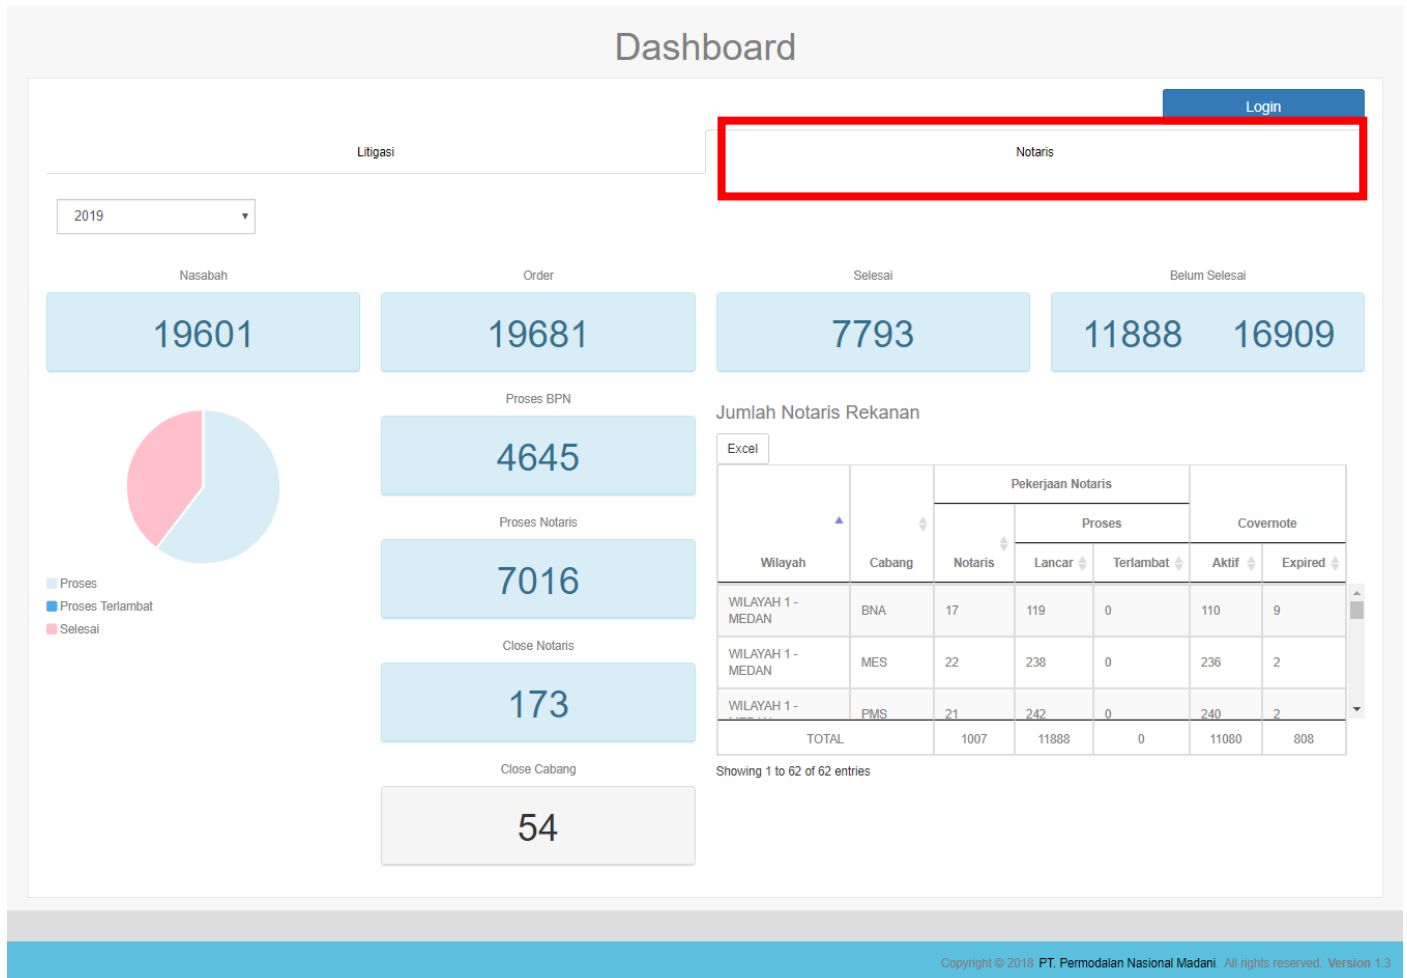 Dashboard
Login
Litigasi
Notaris
2019
Nasabah
Order
Selesai
Belum Selesai
19601
19681
7793
11888 16909
Proses BPN
4645
Proses Notaris
7016
Close Notaris
173
Close Cabang
54
Proses
Proses Terlambat
Selesai
Jumlah Notaris Rekanan
Excel
Pekerjaan Notaris
Proses Covernote
Wilayah Cabang Notaris Lancar Terlambat Aktif Expired
WILAYAH 1 -
MEDAN BNA 17 119 0 110 9
WILAYAH 1 -
MEDAN MES 22 238 0 236 2
WILAYAH 1 -
PMS 21 242 0 240 2
TOTAL 1007 11888 0 11080 808
Showing 1 to 62 of 62 entries
Copyright © 2018 PT. Permodalan Nasional Madani. All rights reserved. Version 1.3